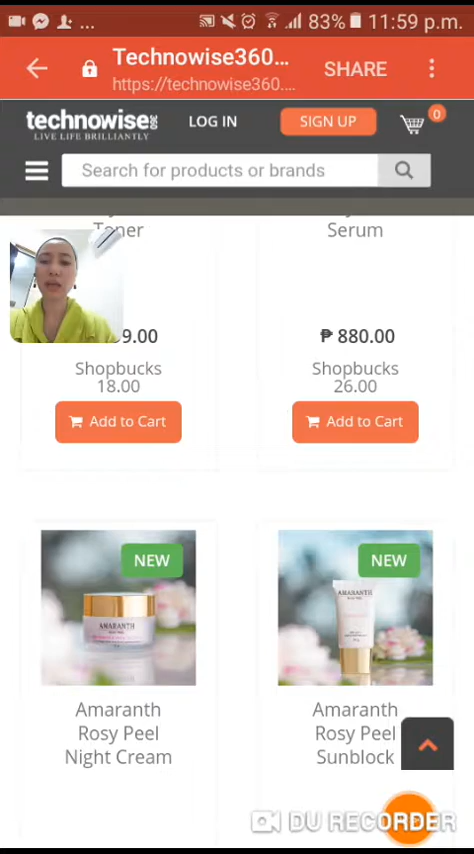 ... 83% 11:59 p.m.
Technowise360...
https://technowise360....
SHARE
technowise 360
LIVE LIFE BRILLIANTLY
LOG IN
SIGN UP
0
Search for products or brands
Toner
Serum
9.00
₱ 880.00
Shopbucks
18.00
Shopbucks
26.00
Add to Cart
Add to Cart
NEW
NEW
AMARANTH
AMARANTH
Amaranth
Rosy Peel
Night Cream
Amaranth
Rosy Peel
Sunblock
DU RECORDER